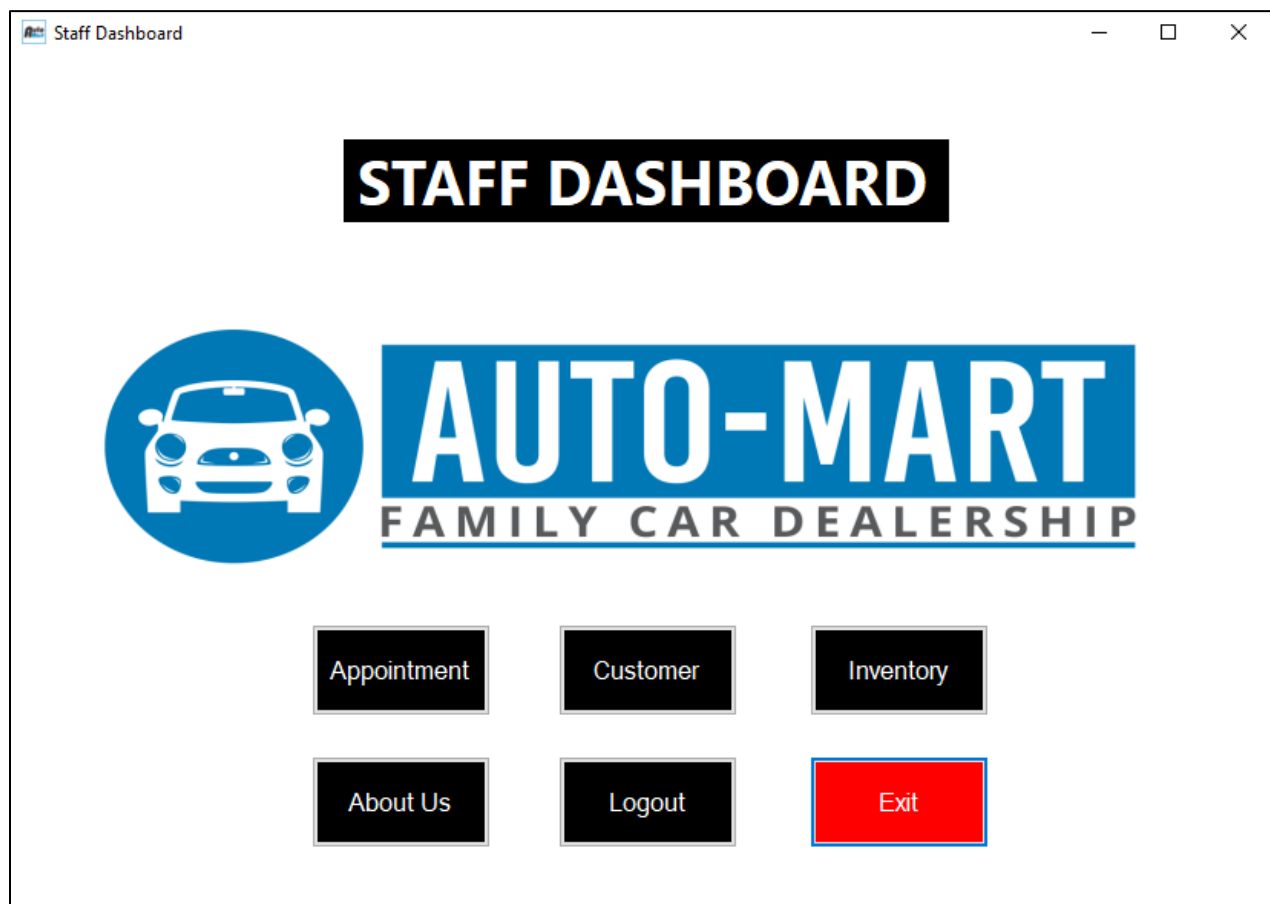 Staff Dashboard
STAFF DASHBOARD
AUTO-MART
FAMILY CAR DEALERSHIP
Appointment
Customer
Inventory
About Us
Logout
Exit